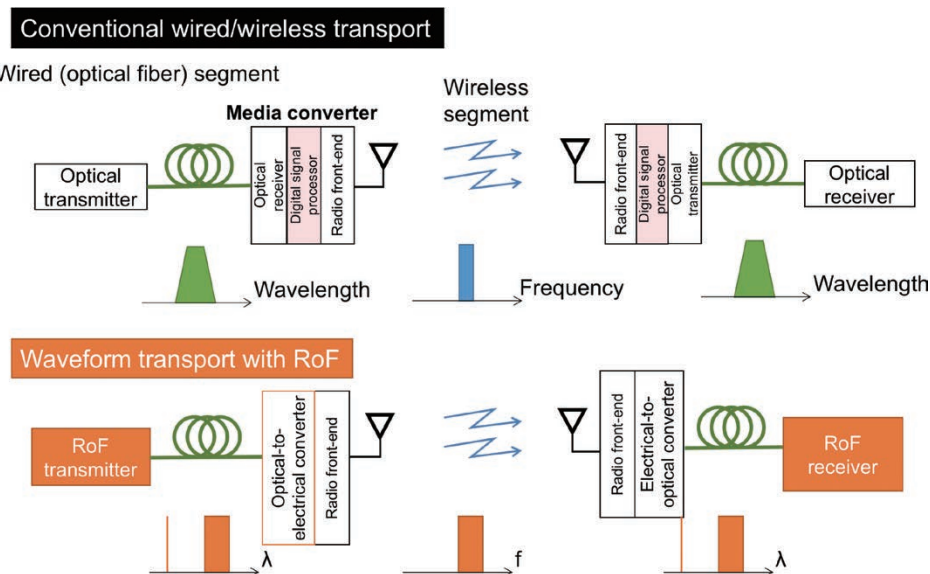 Conventional wired/wireless transport
Wired (optical fiber) segment
Media converter
Wireless
segment
Optical
transmitter
Optical
receiver
Digital signal
processor
Radio front-end
Radio front-end
Digital signal
processor
Optical
transmitter
Optical
receiver
Wavelength
Frequency
Wavelength
Waveform transport with RoF
RoF
transmitter
Optical-to-
electrical converter
Radio front-end
Radio front-end
Electrical-to-
optical converter
RoF
receiver
λ
f
λ